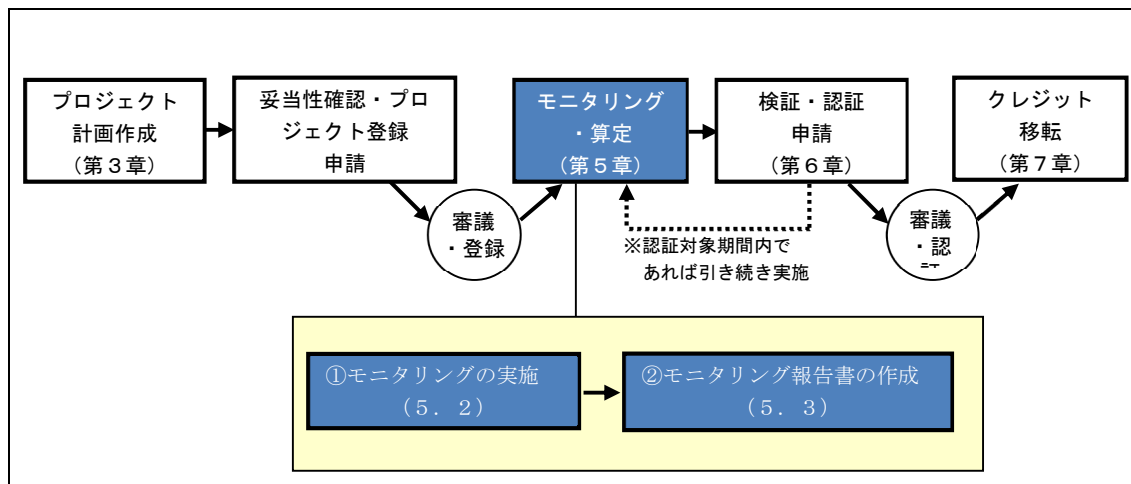 プロジェクト
計画作成
（第３章）
妥当性確認・プロ
ジェクト登録
申請
モニタリング
・算定
（第５章）
検証・認証
申請
（第６章）
クレジット
移転
（第７章）
審議
・登録
審議
・認
※認証対象期間内で
あれば引き続き実施
①モニタリングの実施
（５．２）
②モニタリング報告書の作成
（５．３）